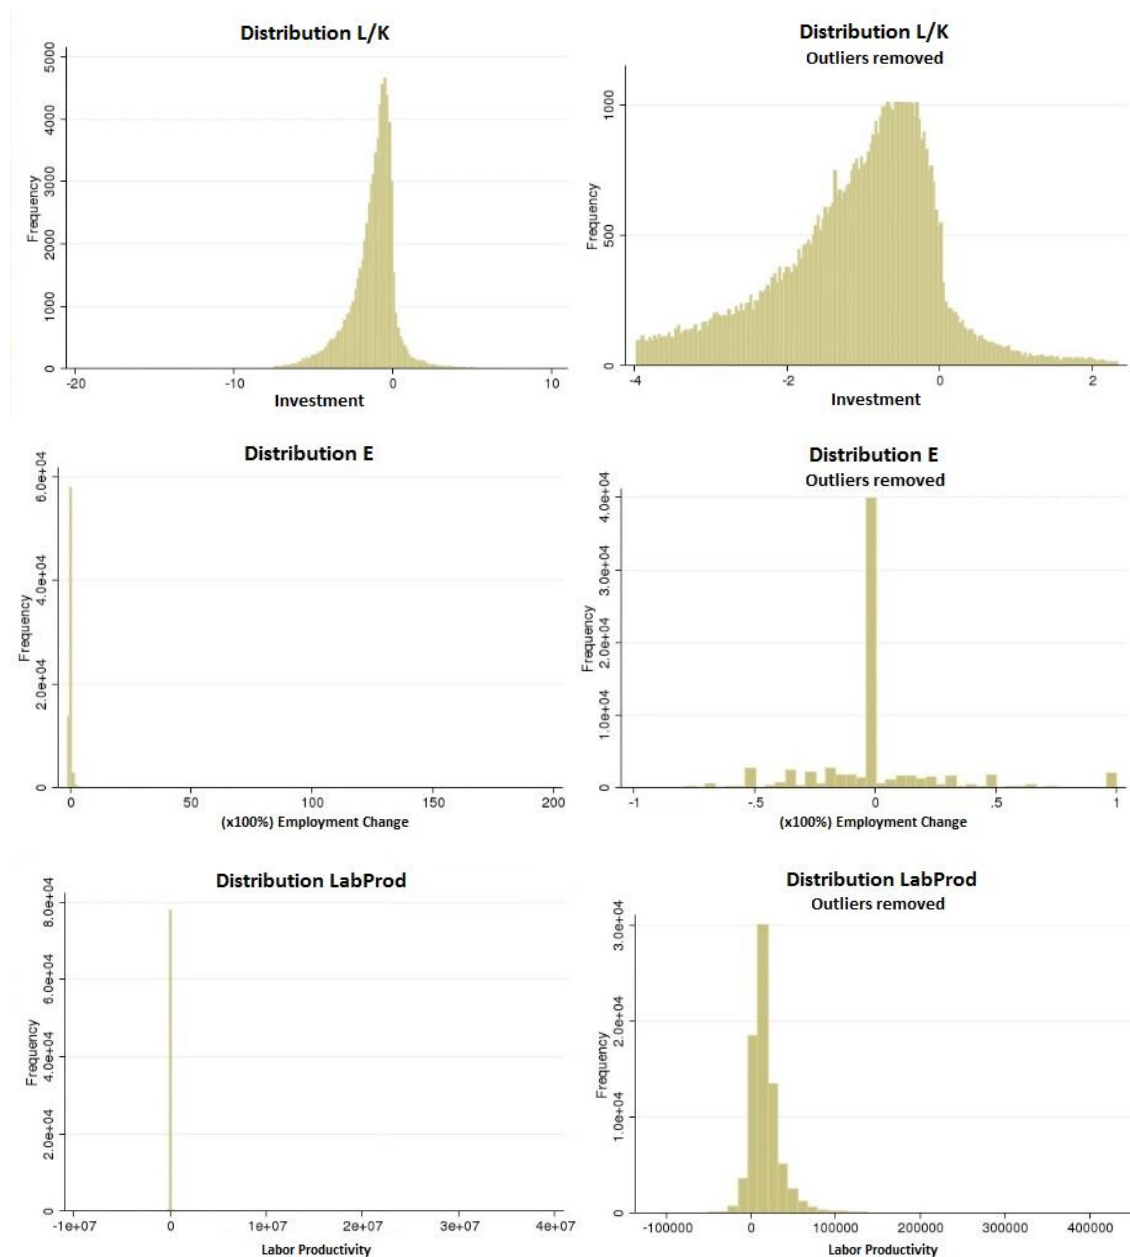 Distribution L/K
5000
4000
3000
2000
1000
0
Frequency
-20
-10
0
10
Investment
Distribution L/K
Outliers removed
1000
500
0
Frequency
-4
-2
0
2
Investment
Distribution E
6.0e+04
4.0e+04
2.0e+04
0
Frequency
0
50
100
150
200
(x100%) Employment Change
Distribution E
Outliers removed
4.0e+04
3.0e+04
2.0e+04
1.0e+04
0
Frequency
-1
-.5
0
.5
1
(x100%) Employment Change
Distribution LabProd
8.0e+04
6.0e+04
4.0e+04
2.0e+04
0
Frequency
-1e+07
0
1e+07
2e+07
3e+07
4e+07
Labor Productivity
Distribution LabProd
Outliers removed
3.0e+04
2.0e+04
1.0e+04
0
Frequency
-100000
0
100000
200000
300000
400000
Labor Productivity